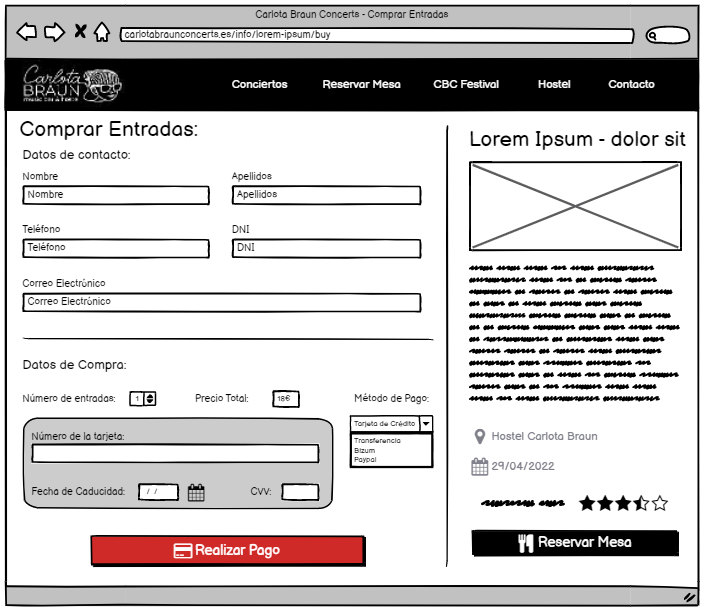 Carlota Braun Concerts - Comprar Entradas
carlotabraunconcerts.es/info/lorem-ipsum/buy
Carlota
BRAUN
Conciertos Reservar Mesa CBC Festival Hostel Contacto
Comprar Entradas:
Datos de contacto:
Nombre Apellidos
Nombre Apellidos
Teléfono DNI
Teléfono DNI
Correo Electrónico
Correo Electrónico
Datos de Compra:
Número de entradas: 1 Precio Total: 18€ Método de Pago:
Tarjeta de Crédito
Transferencia
Bizum
Paypal
Número de la tarjeta:
Fecha de Caducidad: / / CVV:
Realizar Pago
Lorem Ipsum - dolor sit
Hostel Carlota Braun
29/04/2022
Reservar Mesa